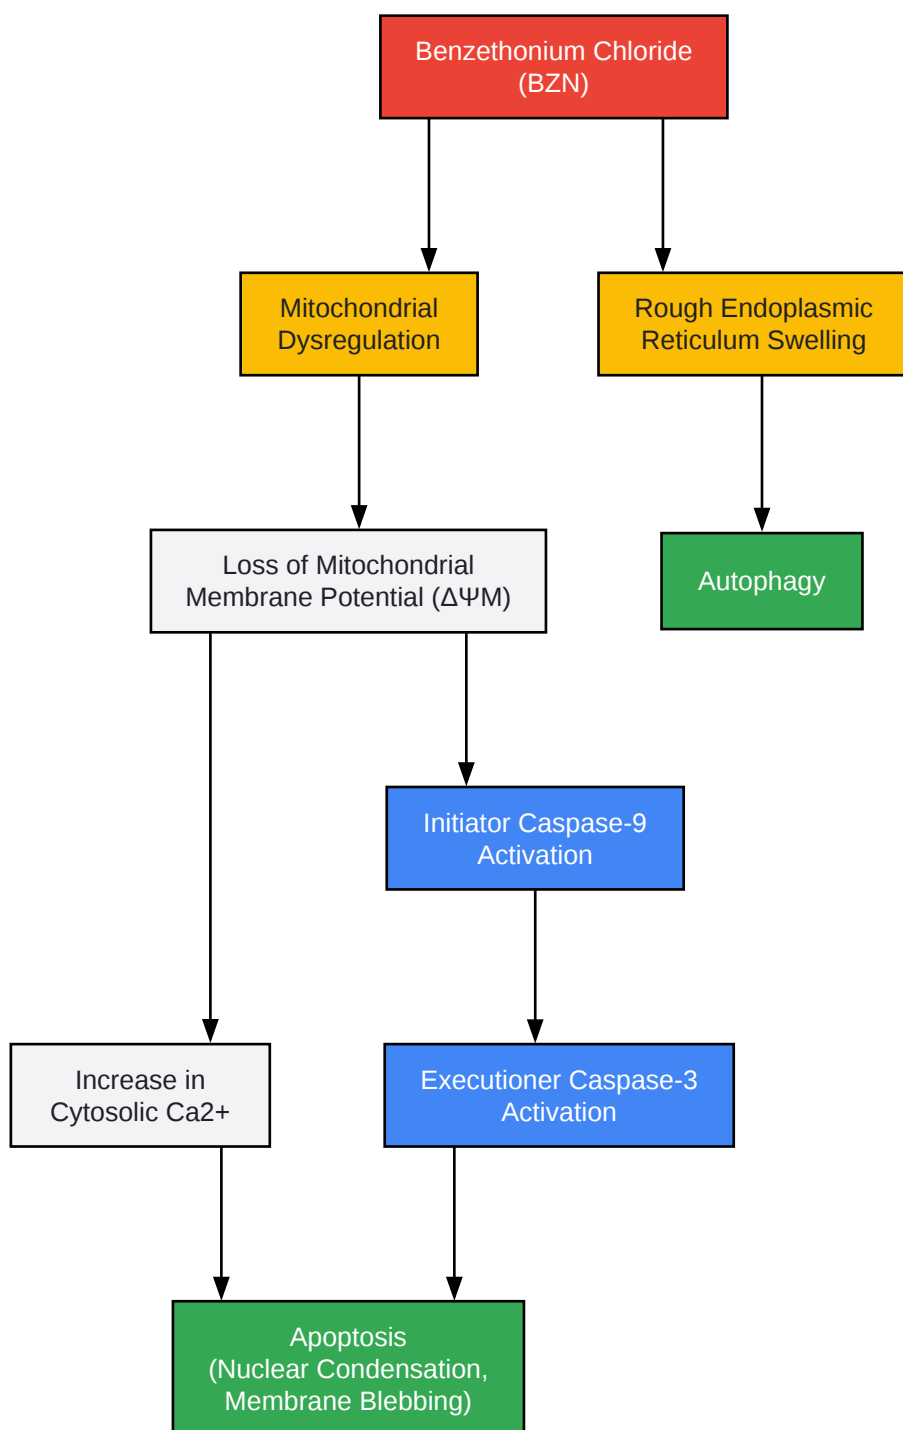 Benzethonium Chloride
(BZN)
Mitochondrial
Dysregulation
Rough Endoplasmic
Reticulum Swelling
Loss of Mitochondrial
Membrane Potential (ΔΨM)
Autophagy
Initiator Caspase-9
Activation
Increase in
Cytosolic Ca2+
Executioner Caspase-3
Activation
Apoptosis
(Nuclear Condensation,
Membrane Blebbing)